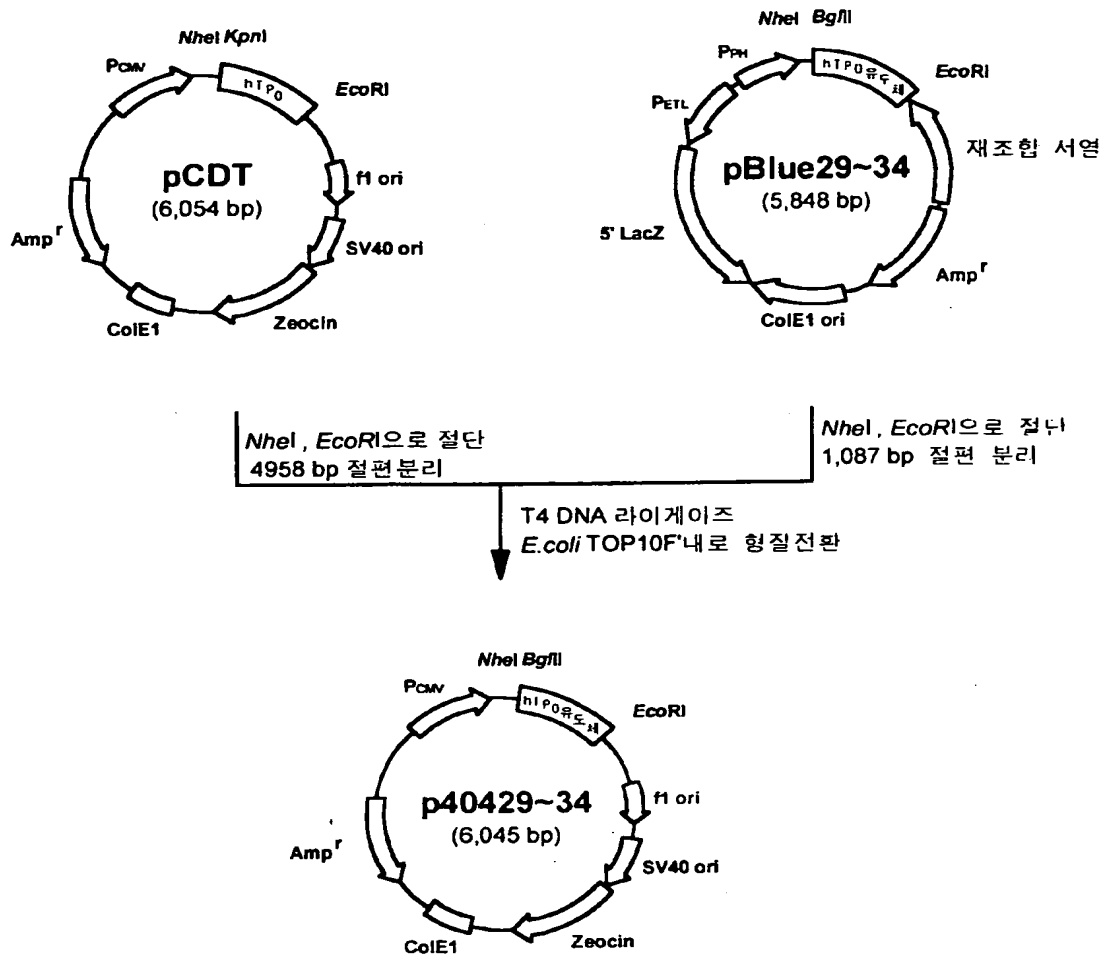 NheI KpnI
PCMV
hTPO
EcoRI
pCDT
(6,054 bp)
f1 ori
SV40 ori
Zeocin
ColE1
Amp r
NheI BglII
PPH
hTPO유도체
EcoRI
PETL
재조합 서열
pBlue29~34
(5,848 bp)
5' LacZ
Amp r
ColE1 ori
NheI, EcoRI으로 절단
4958 bp 절편분리
NheI, EcoRI으로 절단
1,087 bp 절편 분리
T4 DNA 라이게이즈
E.coli TOP10F'내로 형질전환
NheI BglII
PCMV
hTPO유도체
EcoRI
p40429~34
(6,045 bp)
f1 ori
SV40 ori
Zeocin
ColE1
Amp r